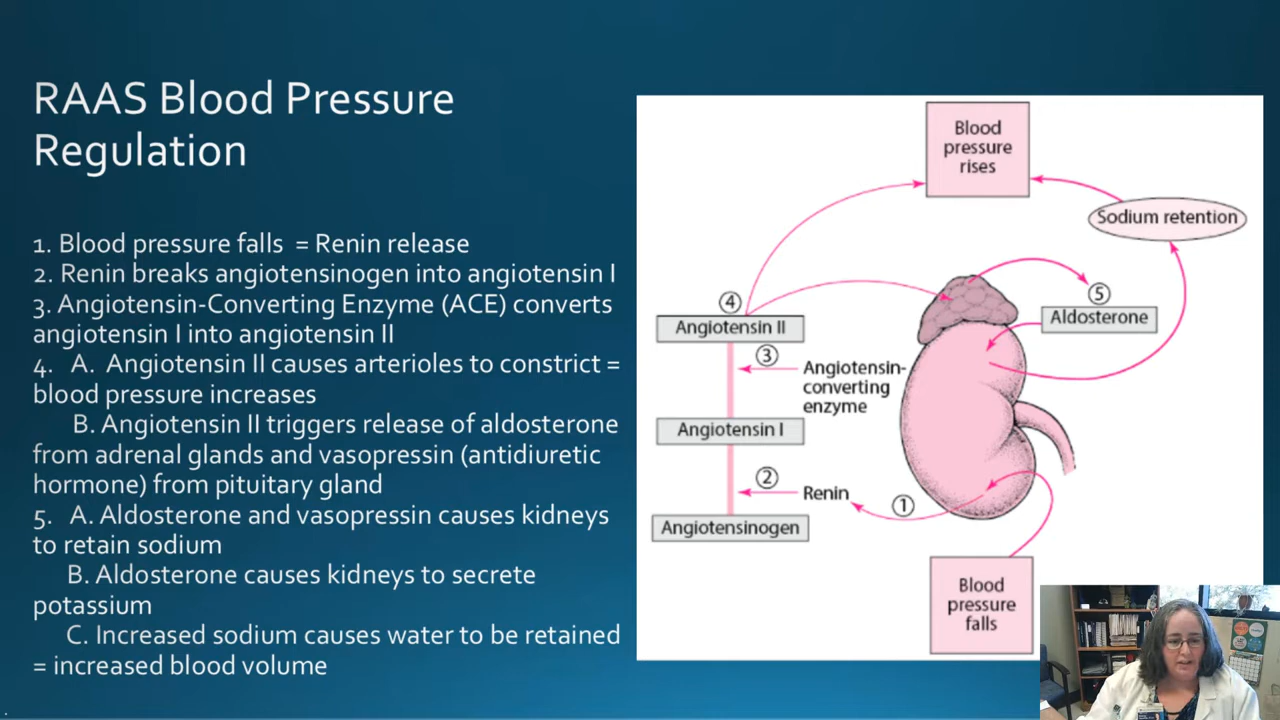 RAAS Blood Pressure
Regulation
1. Blood pressure falls = Renin release
2. Renin breaks angiotensinogen into angiotensin I
3. Angiotensin-Converting Enzyme (ACE) converts
angiotensin I into angiotensin II
4. A. Angiotensin II causes arterioles to constrict =
blood pressure increases
B. Angiotensin II triggers release of aldosterone
from adrenal glands and vasopressin (antidiuretic
hormone) from pituitary gland
5. A. Aldosterone and vasopressin causes kidneys
to retain sodium
B. Aldosterone causes kidneys to secrete
potassium
C. Increased sodium causes water to be retained
= increased blood volume
Blood
pressure
rises
Sodium retention
④
Angiotensin II
⑤
Aldosterone
③
Angiotensin-
converting
enzyme
Angiotensin I
②
Renin
①
Angiotensinogen
Blood
pressure
falls